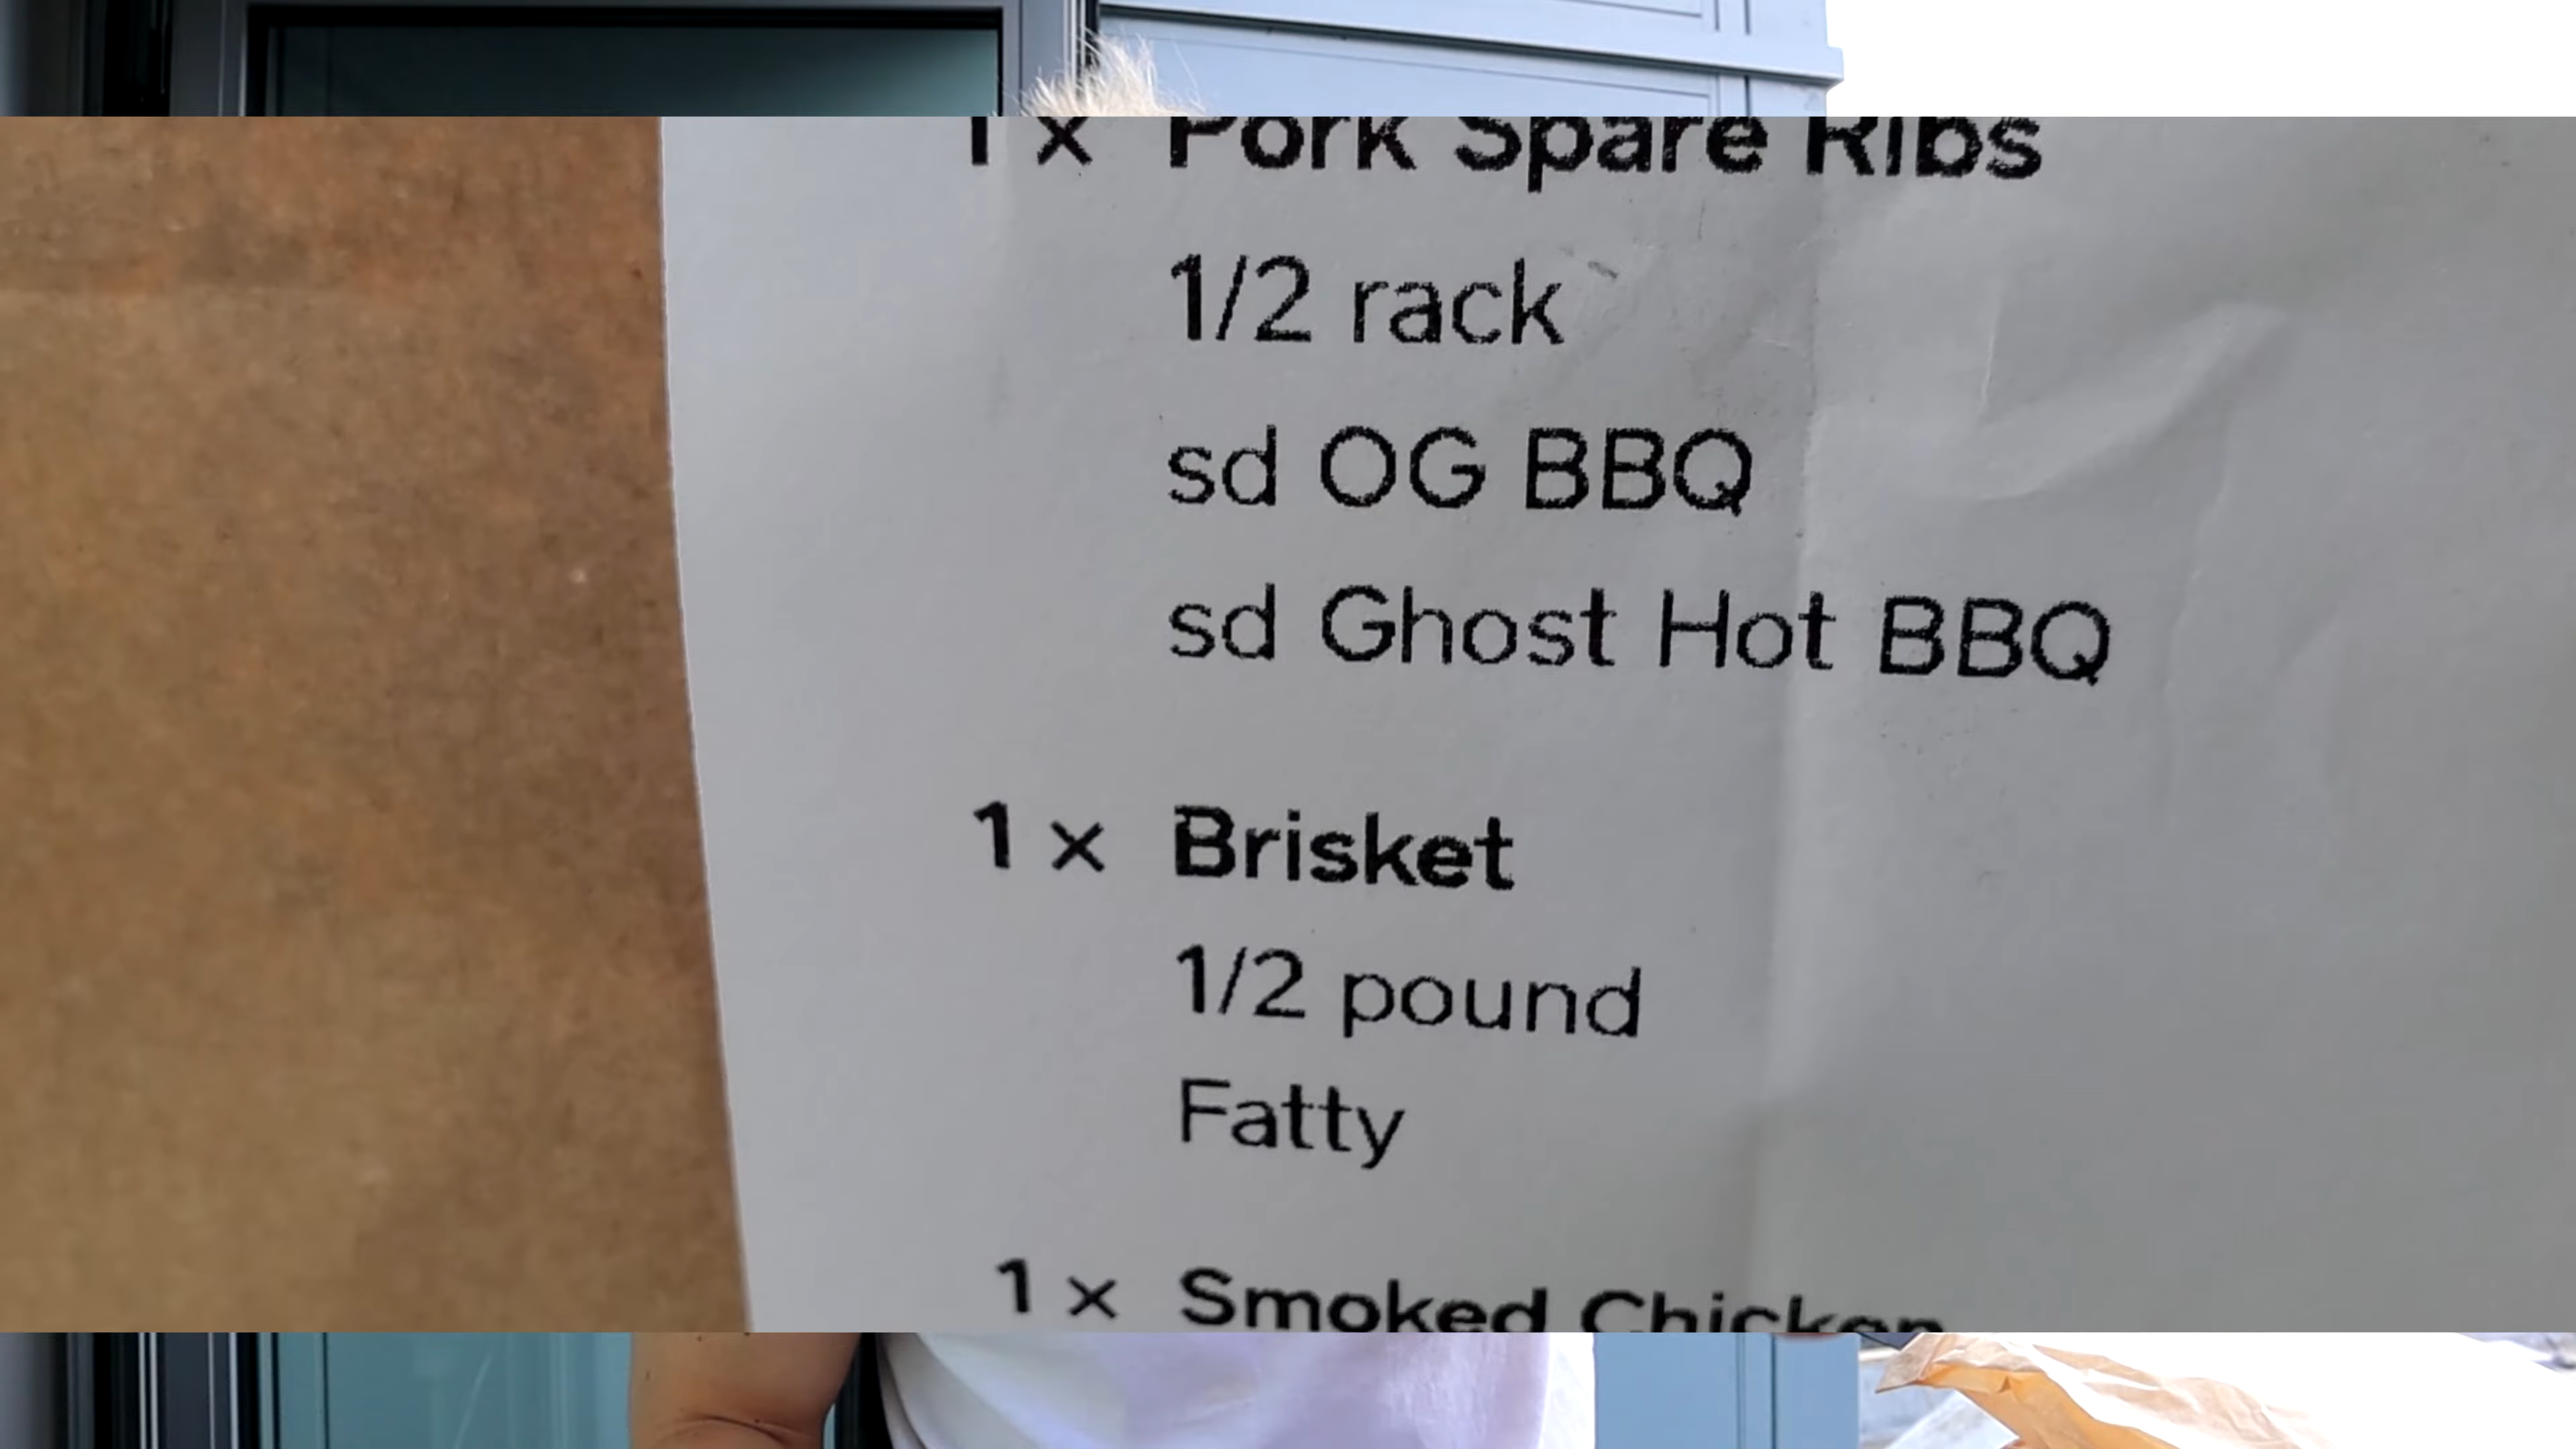 1 x Pork Spare Ribs
1/2 rack
sd OG BBQ
sd Ghost Hot BBQ
1 x Brisket
1/2 pound
Fatty
1 x Smoked Chicken